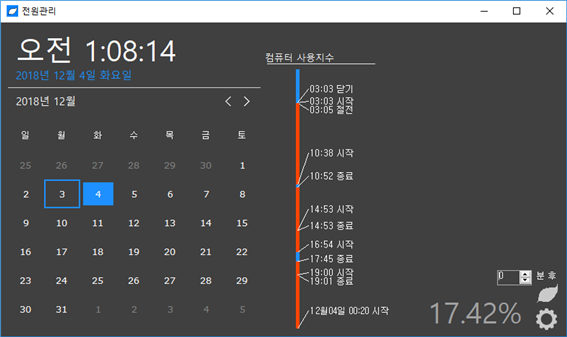 전원관리
오전 1:08:14
2018년 12월 4일 화요일
2018년 12월
일 월 화 수 목 금 토
25 26 27 28 29 30 1
2 3 4 5 6 7 8
9 10 11 12 13 14 15
16 17 18 19 20 21 22
23 24 25 26 27 28 29
30 31 1 2 3 4 5
컴퓨터 사용지수
03:03 닫기
03:03 시작
03:05 절전
10:38 시작
10:52 종료
14:53 시작
14:53 종료
16:54 시작
17:45 종료
19:00 시작
19:01 종료
12월04일 00:20 시작
0 분 후
17.42%